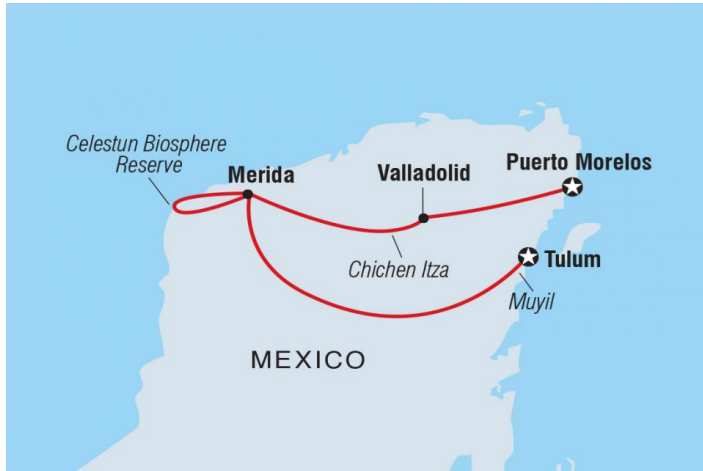 Celestun Biosphere
Reserve
Merida
Valladolid
Puerto Morelos
Chichen Itza
Tulum
Muyil
MEXICO